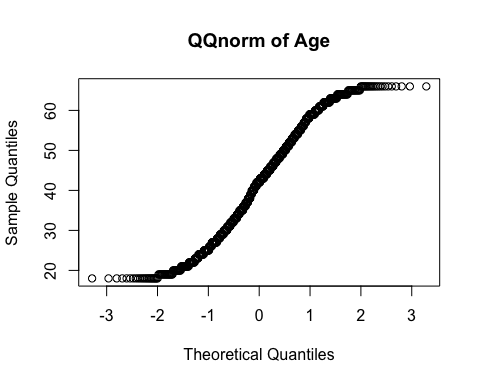 QQnorm of Age
Sample Quantiles
60
50
40
30
20
-3 -2 -1 0 1 2 3
Theoretical Quantiles